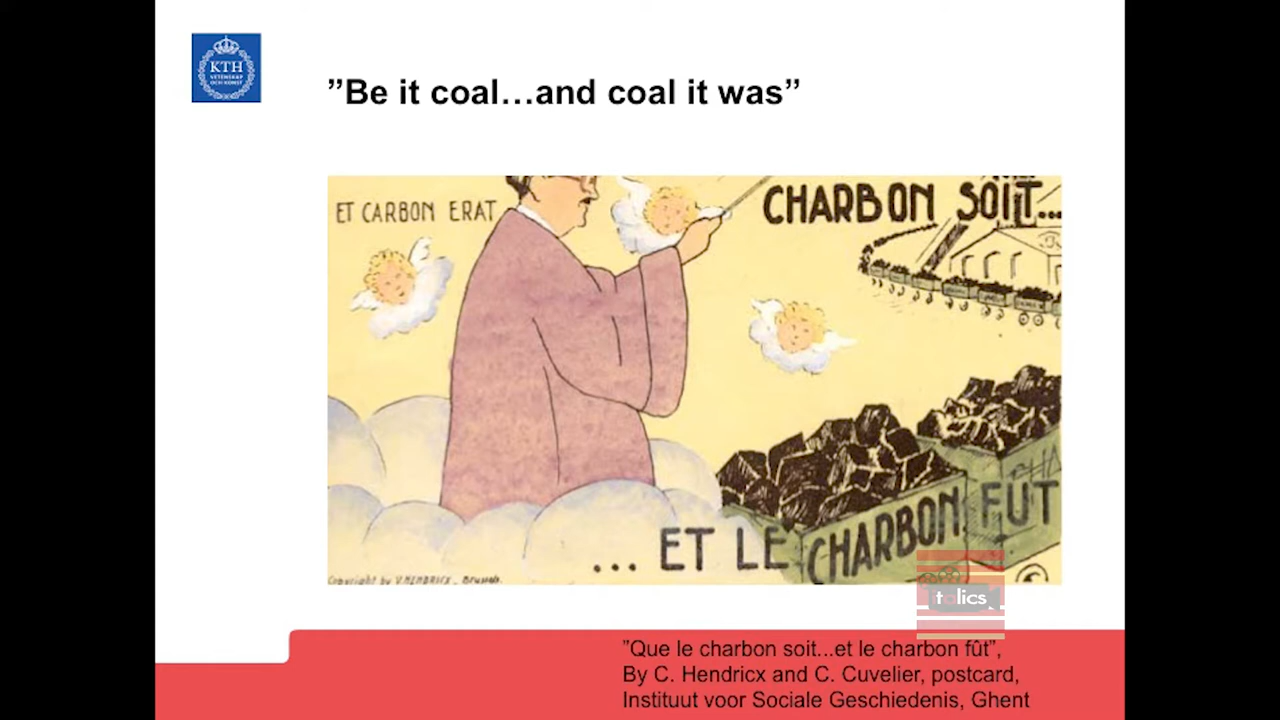 KTH
VETENSKAP
OCH KONST
”Be it coal…and coal it was”
ET CARBON ERAT
CHARBON SOIT...
... ET LE CHARBON FUT
Copyright by V. HENDRICX _ Brussels.
italics
”Que le charbon soit...et le charbon fût”,
By C. Hendricx and C. Cuvelier, postcard,
Instituut voor Sociale Geschiedenis, Ghent